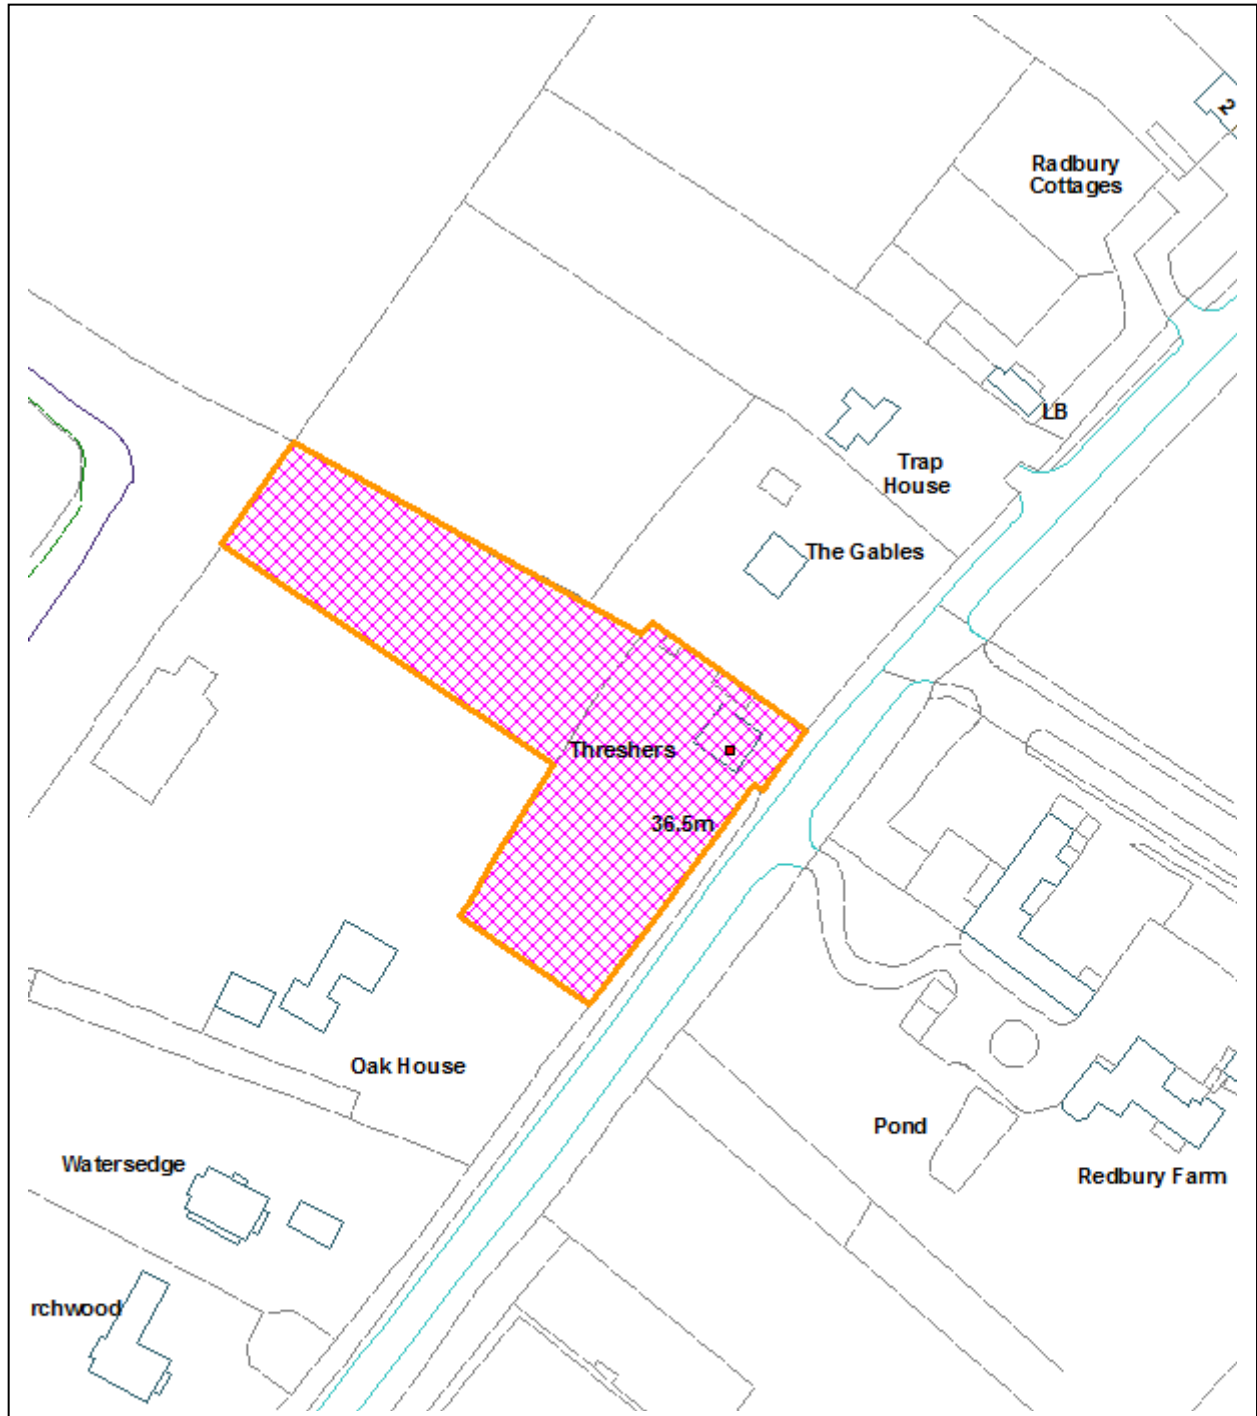 2
Radbury
Cottages
LB
Trap
House
The Gables
Threshers
36.5m
Oak House
Pond
Watersedge
Redbury Farm
rchwood